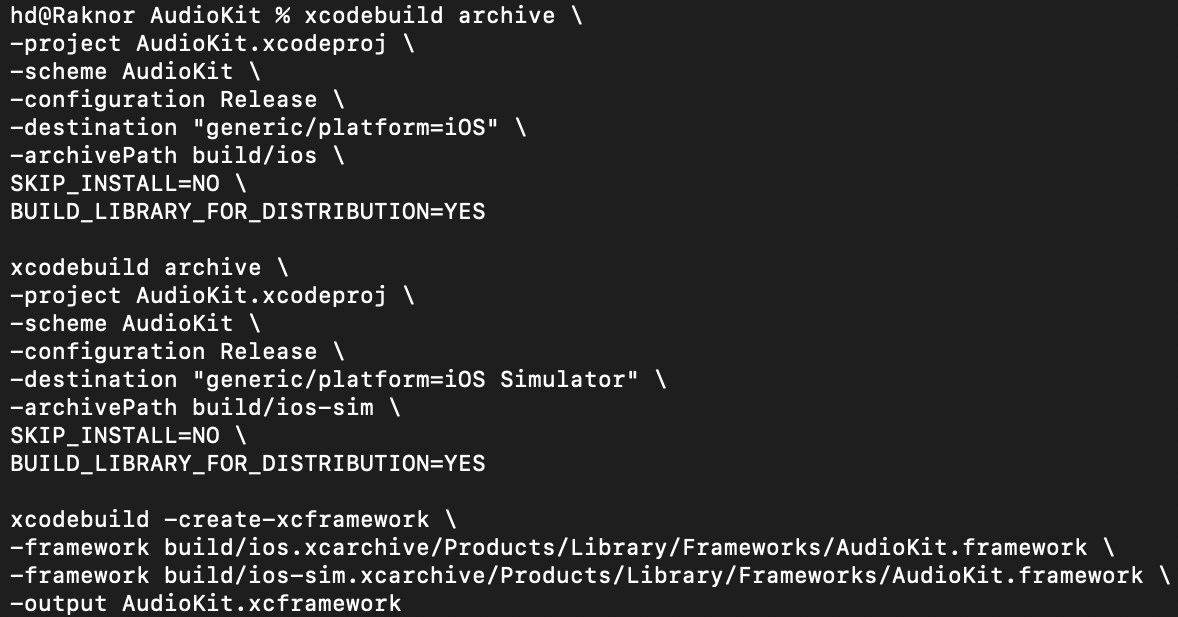 hd@Raknor AudioKit % xcodebuild archive \
-project AudioKit.xcodeproj \
-scheme AudioKit \
-configuration Release \
-destination "generic/platform=iOS" \
-archivePath build/ios \
SKIP_INSTALL=NO \
BUILD_LIBRARY_FOR_DISTRIBUTION=YES

xcodebuild archive \
-project AudioKit.xcodeproj \
-scheme AudioKit \
-configuration Release \
-destination "generic/platform=iOS Simulator" \
-archivePath build/ios-sim \
SKIP_INSTALL=NO \
BUILD_LIBRARY_FOR_DISTRIBUTION=YES

xcodebuild -create-xcframework \
-framework build/ios.xcarchive/Products/Library/Frameworks/AudioKit.framework \
-framework build/ios-sim.xcarchive/Products/Library/Frameworks/AudioKit.framework \
-output AudioKit.xcframework